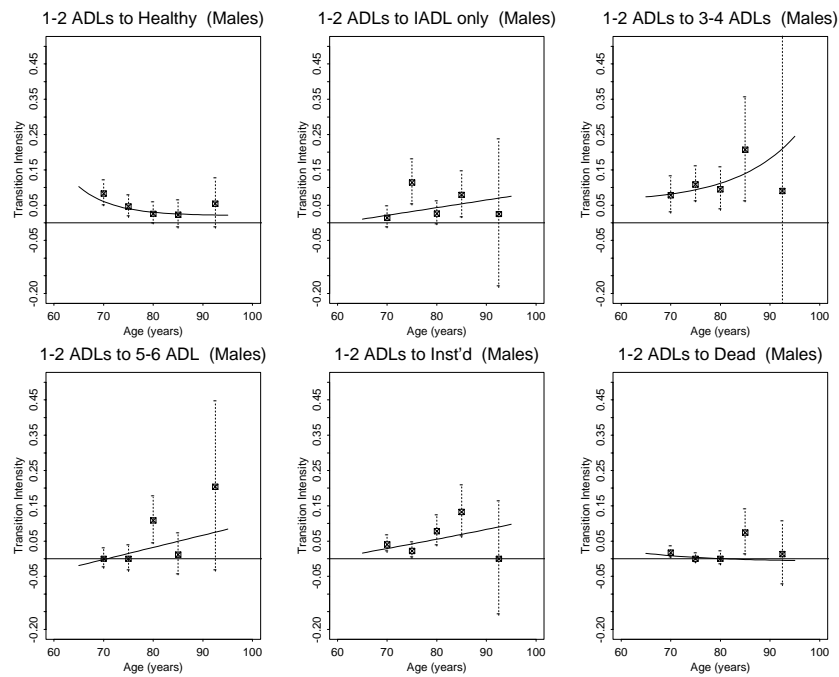 1-2 ADLs to Healthy (Males)
Transition Intensity
-0.20 -0.05 0.05 0.15 0.25 0.35 0.45
60 70 80 90 100
Age (years)
1-2 ADLs to IADL only (Males)
Transition Intensity
-0.20 -0.05 0.05 0.15 0.25 0.35 0.45
60 70 80 90 100
Age (years)
1-2 ADLs to 3-4 ADLs (Males)
Transition Intensity
-0.20 -0.05 0.05 0.15 0.25 0.35 0.45
60 70 80 90 100
Age (years)
1-2 ADLs to 5-6 ADL (Males)
Transition Intensity
-0.20 -0.05 0.05 0.15 0.25 0.35 0.45
60 70 80 90 100
Age (years)
1-2 ADLs to Inst'd (Males)
Transition Intensity
-0.20 -0.05 0.05 0.15 0.25 0.35 0.45
60 70 80 90 100
Age (years)
1-2 ADLs to Dead (Males)
Transition Intensity
-0.20 -0.05 0.05 0.15 0.25 0.35 0.45
60 70 80 90 100
Age (years)